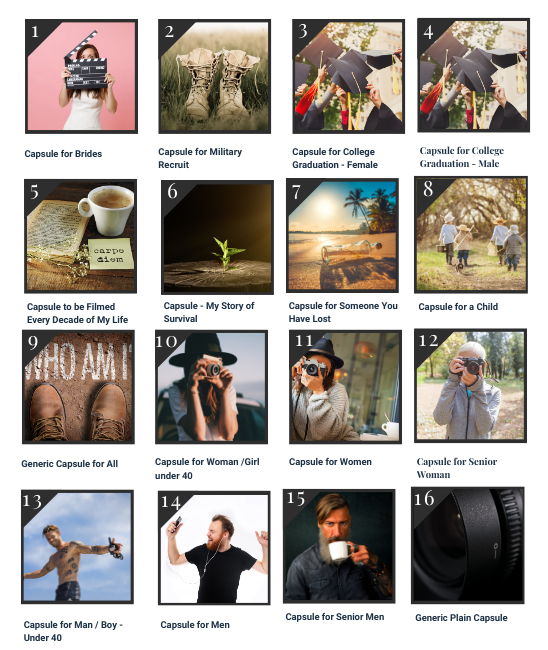 1
2
3
4
Capsule for Brides
Capsule for Military
Recruit
Capsule for College
Graduation - Female
Capsule for College
Graduation - Male
5
6
7
8
carpe
diem
Capsule to be Filmed
Every Decade of My Life
Capsule - My Story of
Survival
Capsule for Someone You
Have Lost
Capsule for a Child
9
10
11
12
WHO AM I
Generic Capsule for All
Capsule for Woman /Girl
under 40
Capsule for Women
Capsule for Senior
Woman
13
14
15
16
Capsule for Man / Boy -
Under 40
Capsule for Men
Capsule for Senior Men
Generic Plain Capsule